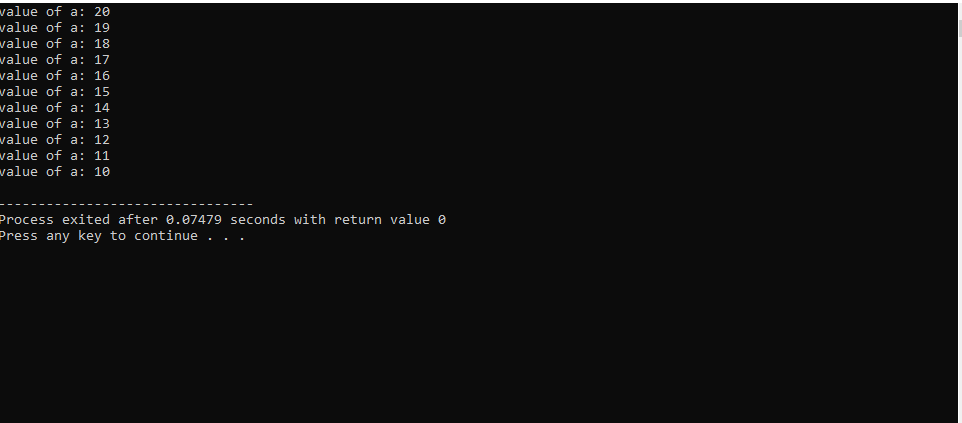 value of a: 20
value of a: 19
value of a: 18
value of a: 17
value of a: 16
value of a: 15
value of a: 14
value of a: 13
value of a: 12
value of a: 11
value of a: 10
--------------------------------
Process exited after 0.07479 seconds with return value 0
Press any key to continue . . .